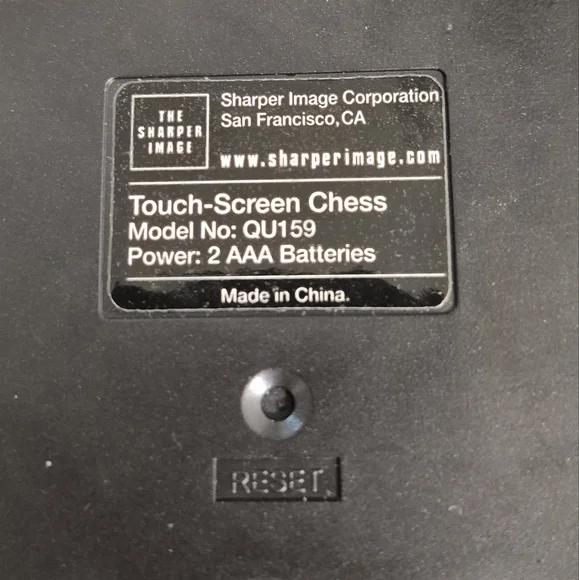 THE
SHARPER
IMAGE
Sharper Image Corporation
San Francisco, CA
www.sharperimage.com
Touch-Screen Chess
Model No: QU159
Power: 2 AAA Batteries
Made in China.
RESET